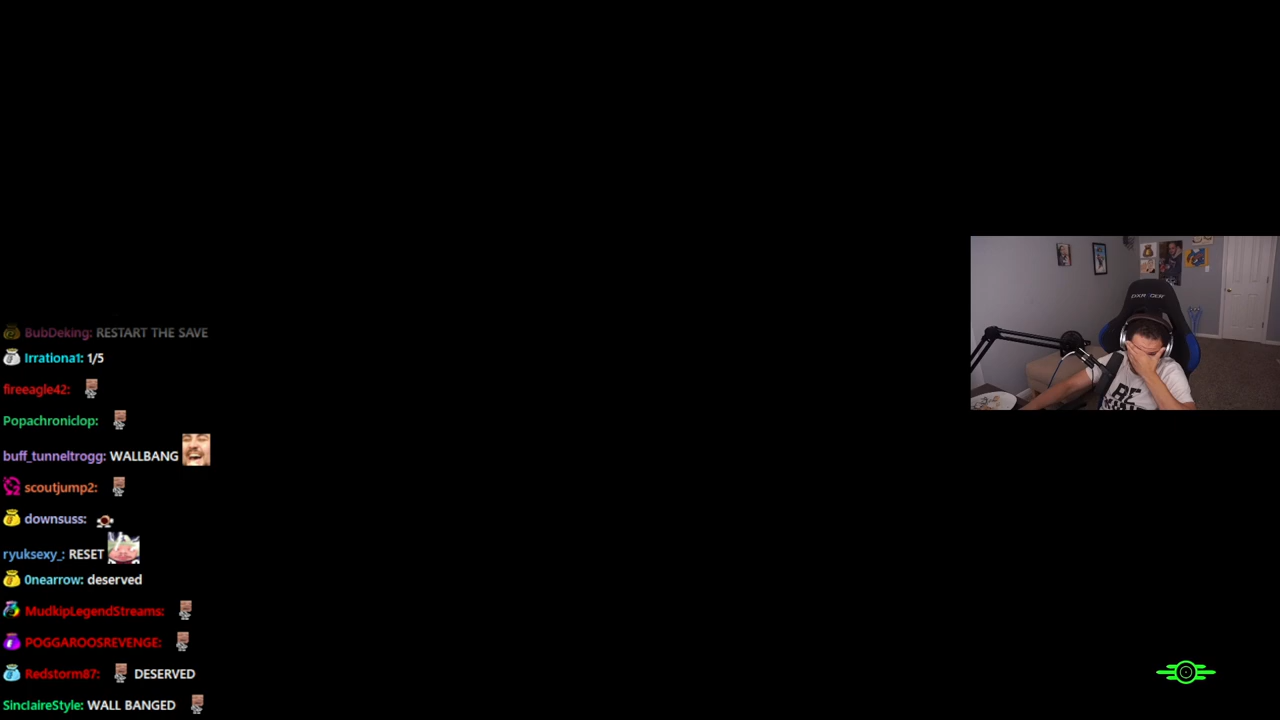 BubDeking: RESTART THE SAVE
Irrationa1: 1/5
fireeagle42:
Popachroniclop:
buff_tunneltrogg: WALLBANG
scoutjump2:
downsuss:
ryuksexy_: RESET
0nearrow: deserved
MudkipLegendStreams:
POGGAROOSREVENGE:
Redstorm87: DESERVED
SinclaireStyle: WALL BANGED